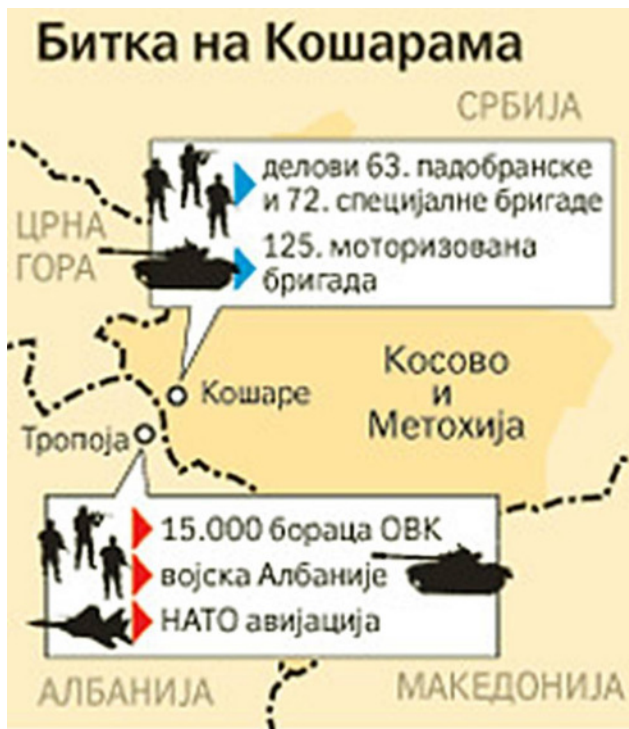 Битка на Кошарама
СРБИЈА
делови 63. падобранске
и 72. специјалне бригаде
ЦРНА
ГОРА
125. моторизована
бригада
Косово
и
Метохија
Кошаре
Тропоја
15.000 бораца ОВК
војска Албаније
НАТО авијација
АЛБАНИЈА
МАКЕДОНИЈА